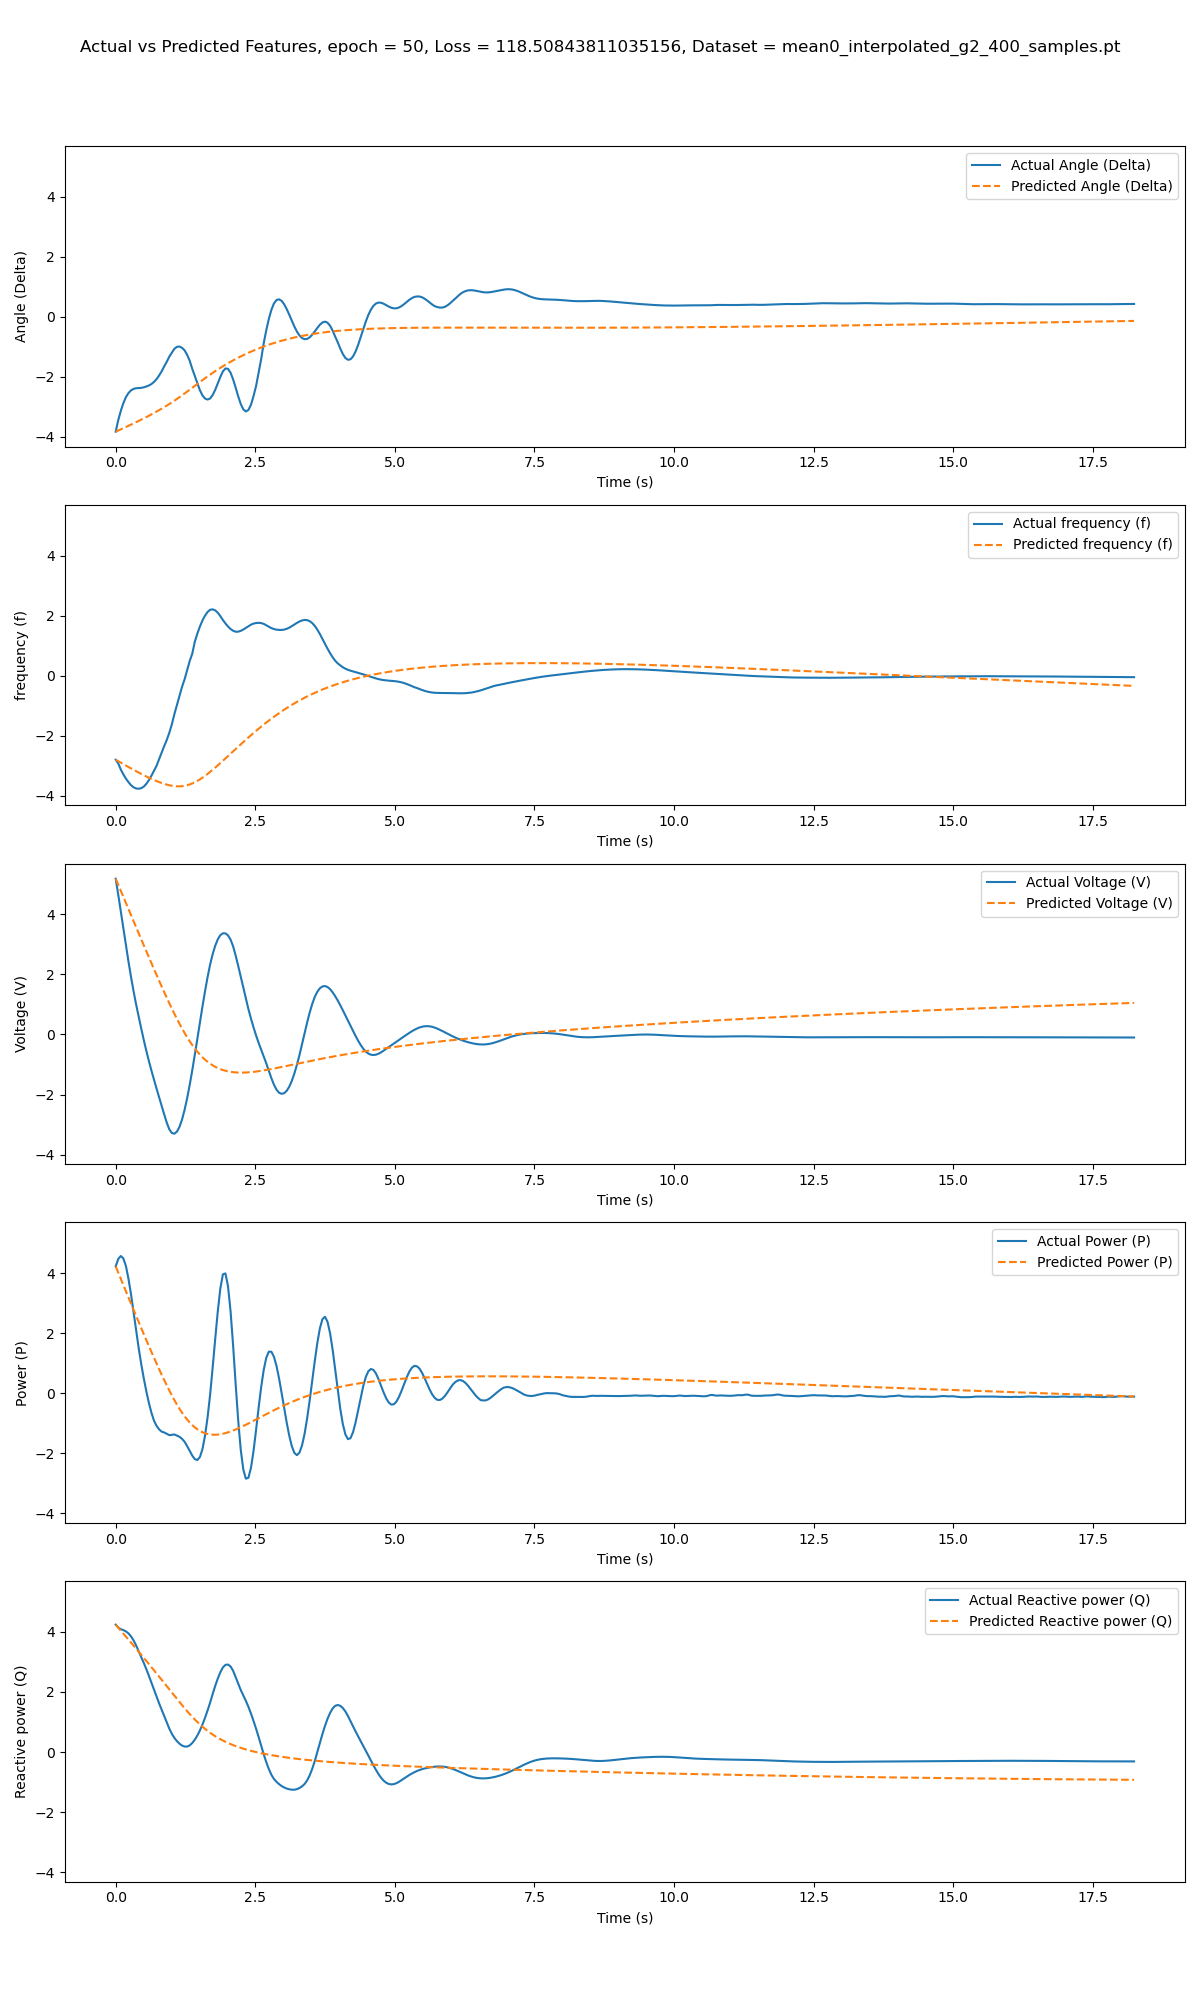 Actual vs Predicted Features, epoch = 50, Loss = 118.50843811035156, Dataset = mean0_interpolated_g2_400_samples.pt
Actual Angle (Delta)
Predicted Angle (Delta)
Angle (Delta)
4
2
0
−2
−4
0.0 2.5 5.0 7.5 10.0 12.5 15.0 17.5
Time (s)
Actual frequency (f)
Predicted frequency (f)
frequency (f)
4
2
0
−2
−4
0.0 2.5 5.0 7.5 10.0 12.5 15.0 17.5
Time (s)
Actual Voltage (V)
Predicted Voltage (V)
Voltage (V)
4
2
0
−2
−4
0.0 2.5 5.0 7.5 10.0 12.5 15.0 17.5
Time (s)
Actual Power (P)
Predicted Power (P)
Power (P)
4
2
0
−2
−4
0.0 2.5 5.0 7.5 10.0 12.5 15.0 17.5
Time (s)
Actual Reactive power (Q)
Predicted Reactive power (Q)
Reactive power (Q)
4
2
0
−2
−4
0.0 2.5 5.0 7.5 10.0 12.5 15.0 17.5
Time (s)